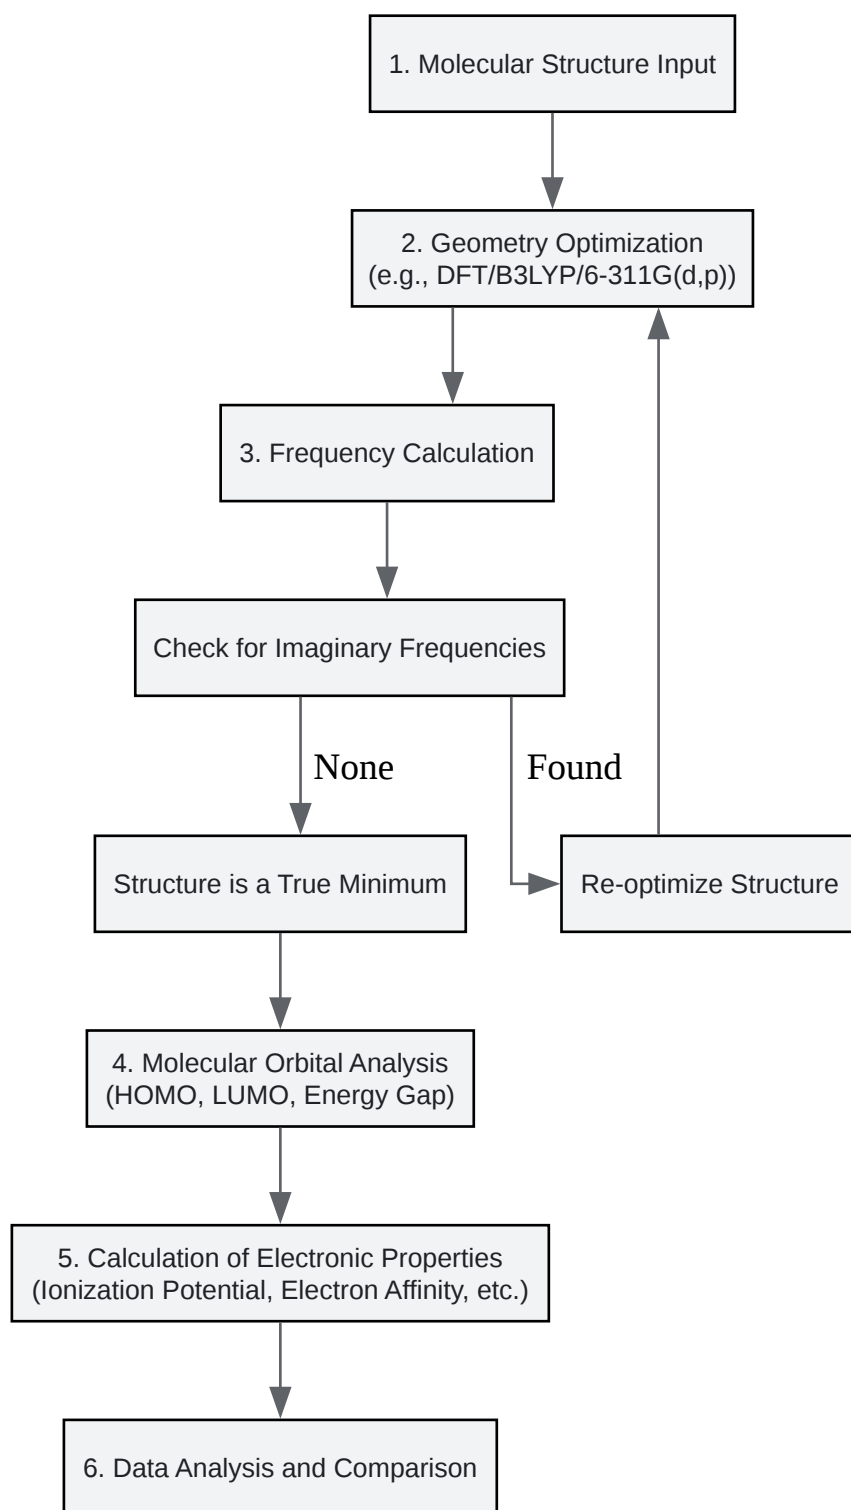 1. Molecular Structure Input
2. Geometry Optimization
(e.g., DFT/B3LYP/6-311G(d,p))
3. Frequency Calculation
Check for Imaginary Frequencies
None
Found
Structure is a True Minimum
Re-optimize Structure
4. Molecular Orbital Analysis
(HOMO, LUMO, Energy Gap)
5. Calculation of Electronic Properties
(Ionization Potential, Electron Affinity, etc.)
6. Data Analysis and Comparison